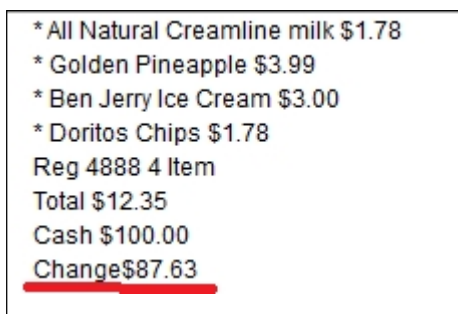 * All Natural Creamline milk $1.78
* Golden Pineapple $3.99
* Ben Jerry Ice Cream $3.00
* Doritos Chips $1.78
Reg 4888 4 Item
Total $12.35
Cash $100.00
Change$87.63